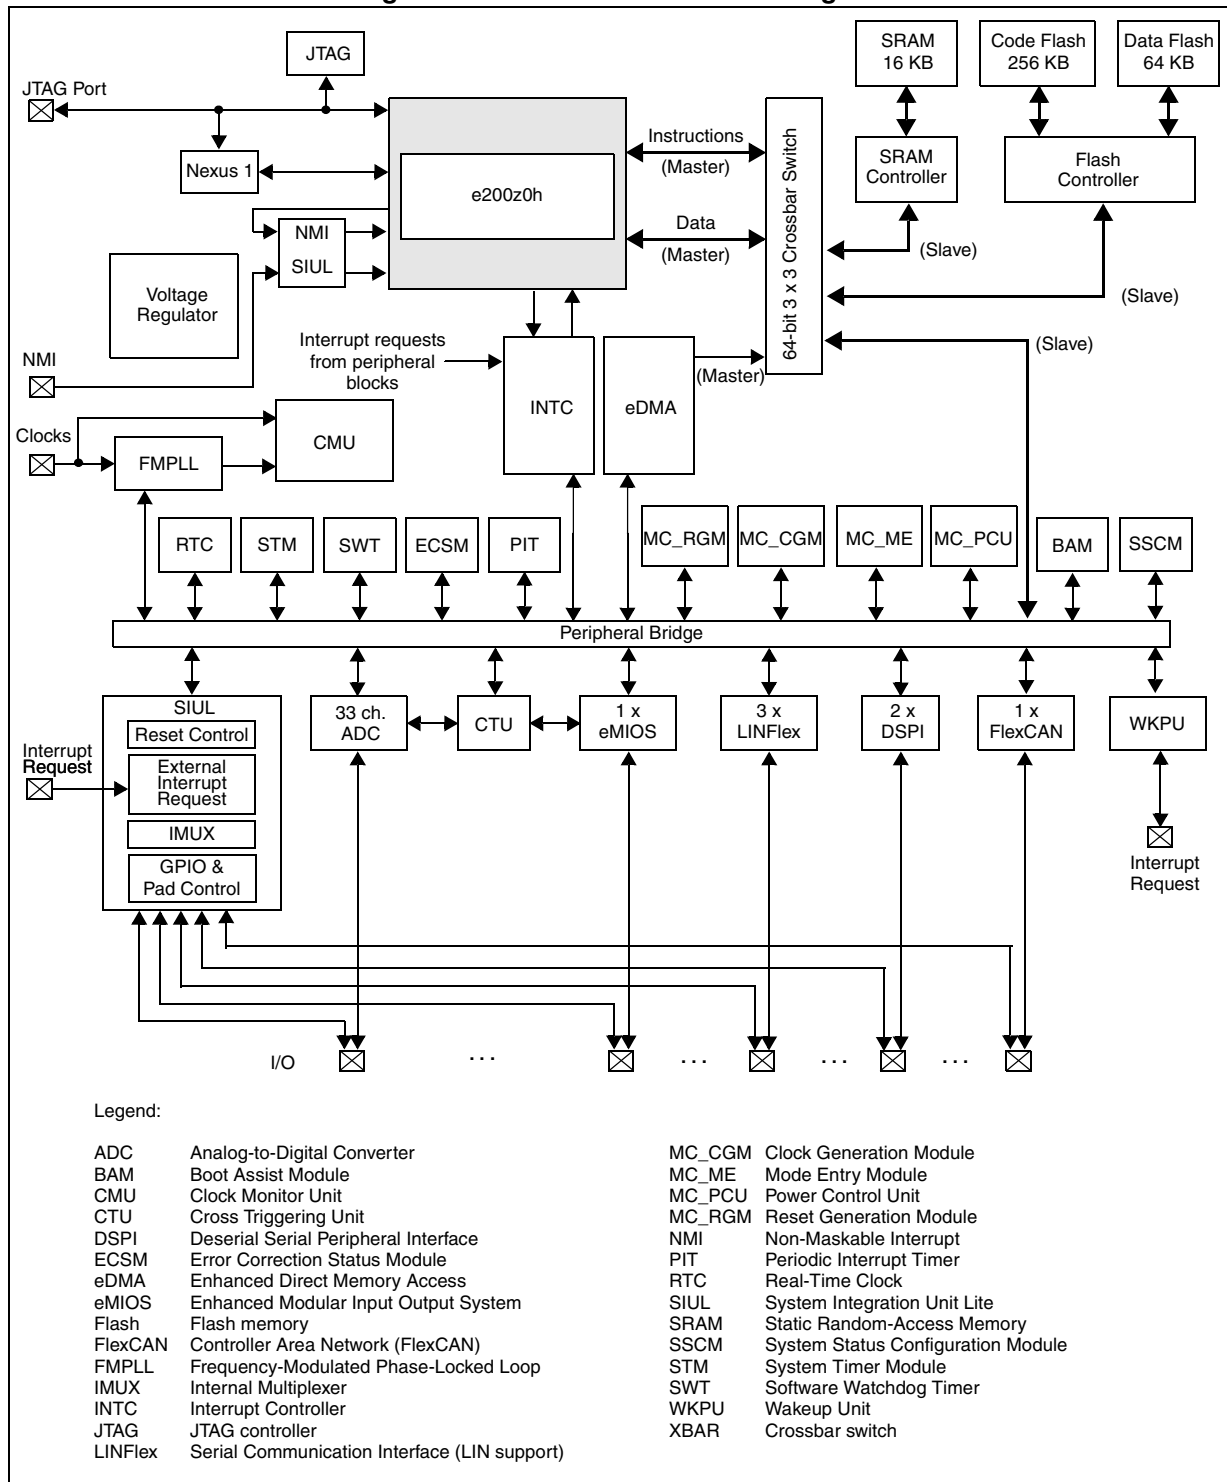 JTAG
SRAM
16 KB
Code Flash
256 KB
Data Flash
64 KB
JTAG Port
Nexus 1
e200z0h
Instructions
(Master)
Data
(Master)
64-bit 3 x 3 Crossbar Switch
SRAM
Controller
Flash
Controller
NMI
SIUL
(Slave)
(Slave)
(Slave)
Voltage
Regulator
NMI
Interrupt requests
from peripheral
blocks
INTC
eDMA
(Master)
Clocks
FMPLL
CMU
RTC
STM
SWT
ECSM
PIT
MC_RGM
MC_CGM
MC_ME
MC_PCU
BAM
SSCM
Peripheral Bridge
SIUL
Reset Control
External
Interrupt
Request
IMUX
GPIO &
Pad Control
Interrupt
Request
33 ch.
ADC
CTU
1 x
eMIOS
3 x
LINFlex
2 x
DSPI
1 x
FlexCAN
WKPU
Interrupt
Request
I/O
. . .
. . .
. . .
. . .
Legend:
ADC Analog-to-Digital Converter
BAM Boot Assist Module
CMU Clock Monitor Unit
CTU Cross Triggering Unit
DSPI Deserial Serial Peripheral Interface
ECSM Error Correction Status Module
eDMA Enhanced Direct Memory Access
eMIOS Enhanced Modular Input Output System
Flash Flash memory
FlexCAN Controller Area Network (FlexCAN)
FMPLL Frequency-Modulated Phase-Locked Loop
IMUX Internal Multiplexer
INTC Interrupt Controller
JTAG JTAG controller
LINFlex Serial Communication Interface (LIN support)
MC_CGM Clock Generation Module
MC_ME Mode Entry Module
MC_PCU Power Control Unit
MC_RGM Reset Generation Module
NMI Non-Maskable Interrupt
PIT Periodic Interrupt Timer
RTC Real-Time Clock
SIUL System Integration Unit Lite
SRAM Static Random-Access Memory
SSCM System Status Configuration Module
STM System Timer Module
SWT Software Watchdog Timer
WKPU Wakeup Unit
XBAR Crossbar switch